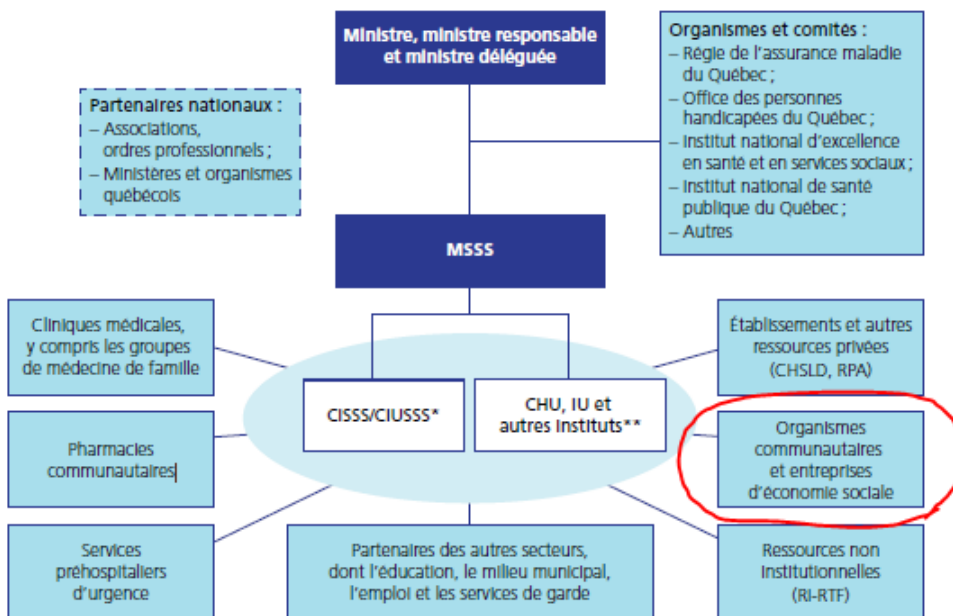 Ministre, ministre responsable
et ministre déléguée
Organismes et comités :
– Régie de l'assurance maladie
du Québec ;
– Office des personnes
handicapées du Québec ;
– Institut national d'excellence
en santé et en services sociaux ;
– Institut national de santé
publique du Québec ;
– Autres
Partenaires nationaux :
– Associations,
ordres professionnels ;
– Ministères et organismes
québécois
MSSS
Cliniques médicales,
y compris les groupes
de médecine de famille
Établissements et autres
ressources privées
(CHSLD, RPA)
CISSS/CIUSSS*
CHU, IU et
autres instituts**
Pharmacies
communautaires
Organismes
communautaires
et entreprises
d'économie sociale
Services
préhospitaliers
d'urgence
Partenaires des autres secteurs,
dont l'éducation, le milieu municipal,
l'emploi et les services de garde
Ressources non
institutionnelles
(RI-RTF)